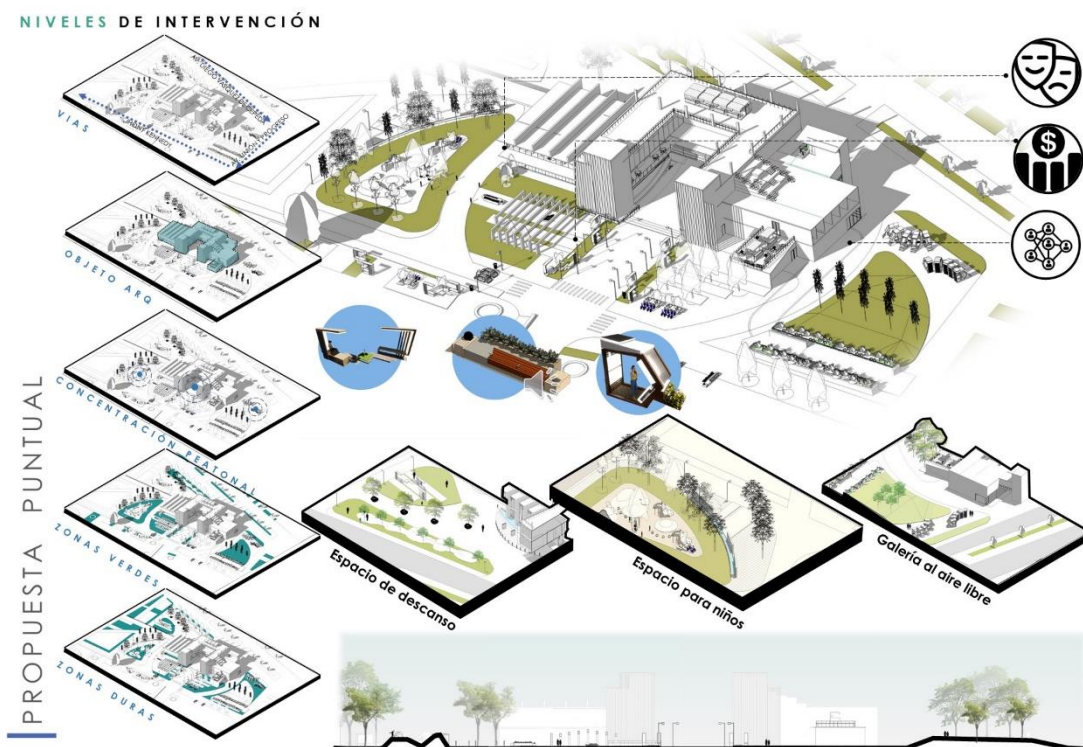 NIVELES DE INTERVENCIÓN
VIAS
OBJETO ARQ
CONCENTRACIÓN PEATONAL
ZONAS VERDES
ZONAS DURAS
PROPUESTA PUNTUAL
$
Espacio de descanso
Espacio para niños
Galería al aire libre